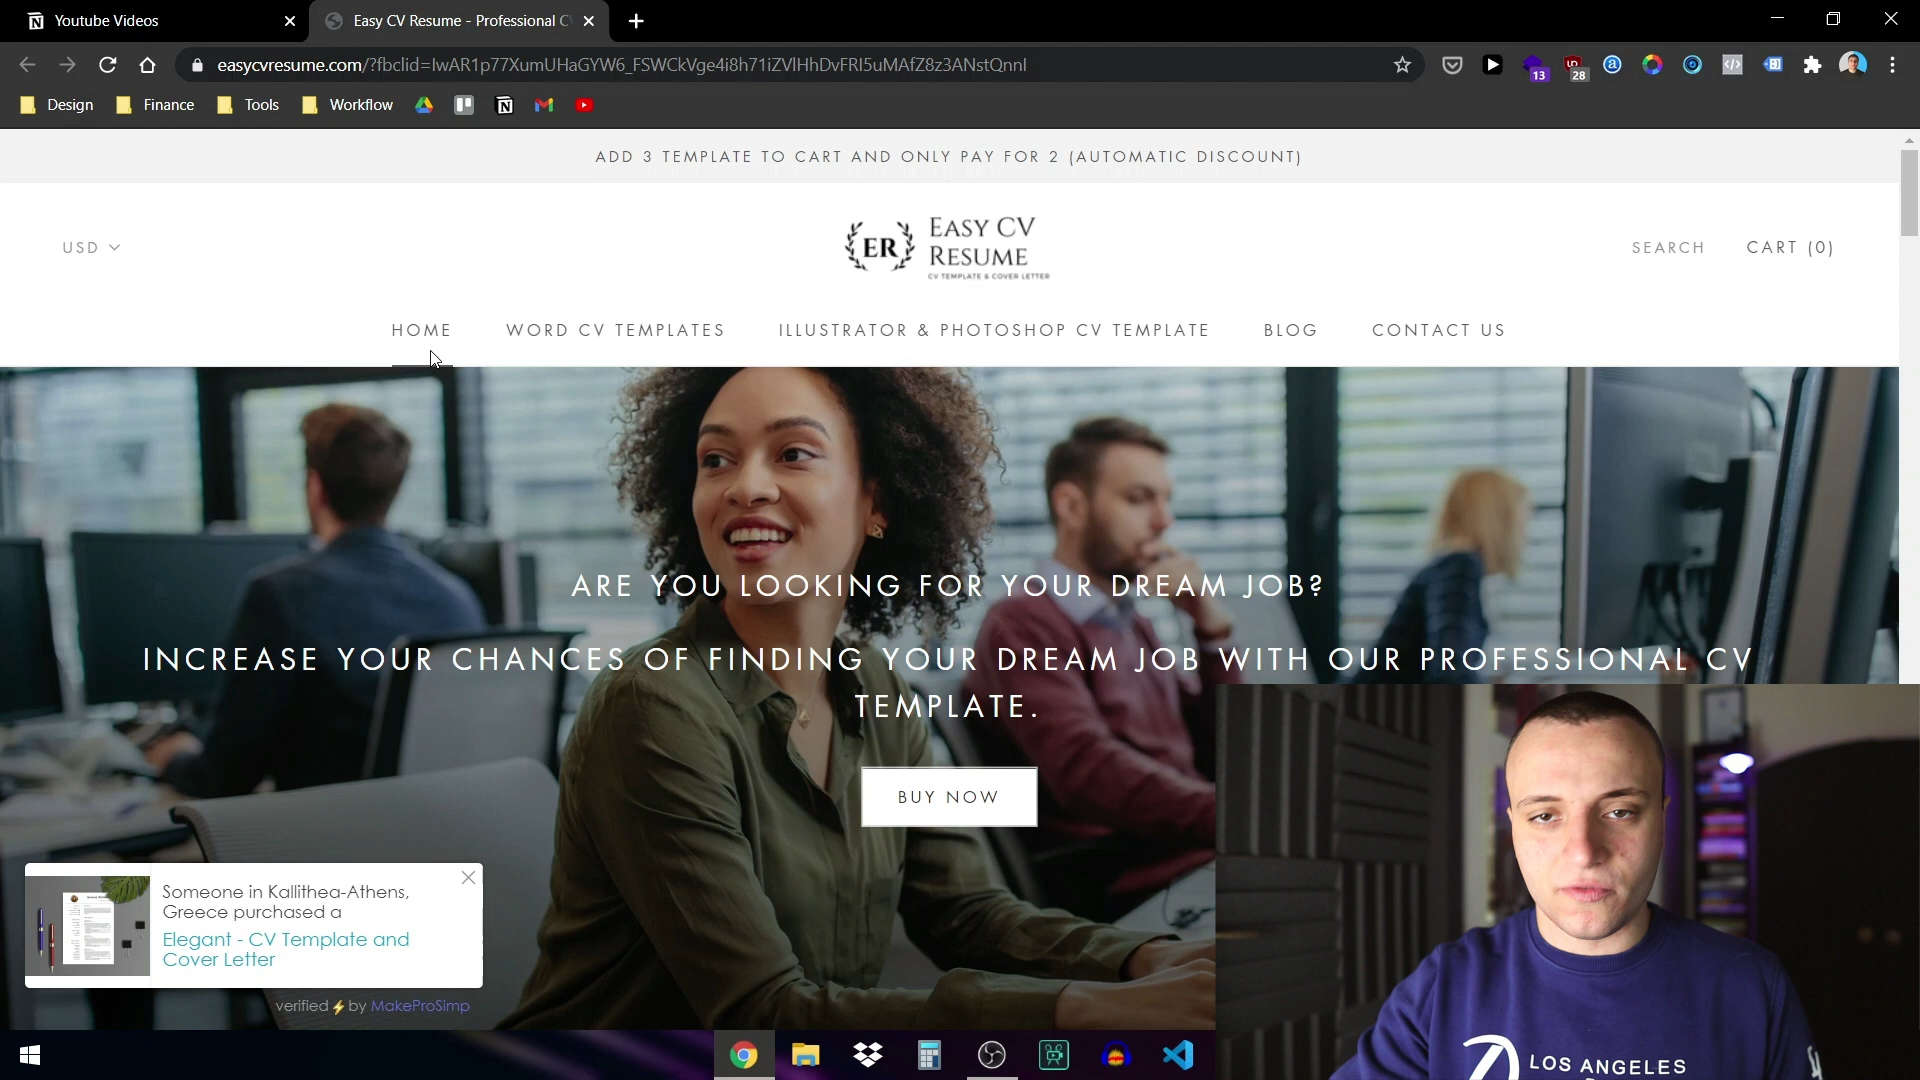 Youtube Videos
Easy CV Resume - Professional C
easycvresume.com/?fbclid=IwAR1p77XumUHaGYW6_FSWCkVge4i8h71iZVlHhDvFRI5uMAfZ8z3ANstQnnI
13
28
Design
Finance
Tools
Workflow
ADD 3 TEMPLATE TO CART AND ONLY PAY FOR 2 (AUTOMATIC DISCOUNT)
USD
ER
EASY CV
RESUME
CV TEMPLATE & COVER LETTER
SEARCH
CART (0)
HOME
WORD CV TEMPLATES
ILLUSTRATOR & PHOTOSHOP CV TEMPLATE
BLOG
CONTACT US
ARE YOU LOOKING FOR YOUR DREAM JOB?
INCREASE YOUR CHANCES OF FINDING YOUR DREAM JOB WITH OUR PROFESSIONAL CV
TEMPLATE.
BUY NOW
Someone in Kallithea-Athens,
Greece purchased a
Elegant - CV Template and
Cover Letter
verified by MakeProSimp
LOS ANGELES